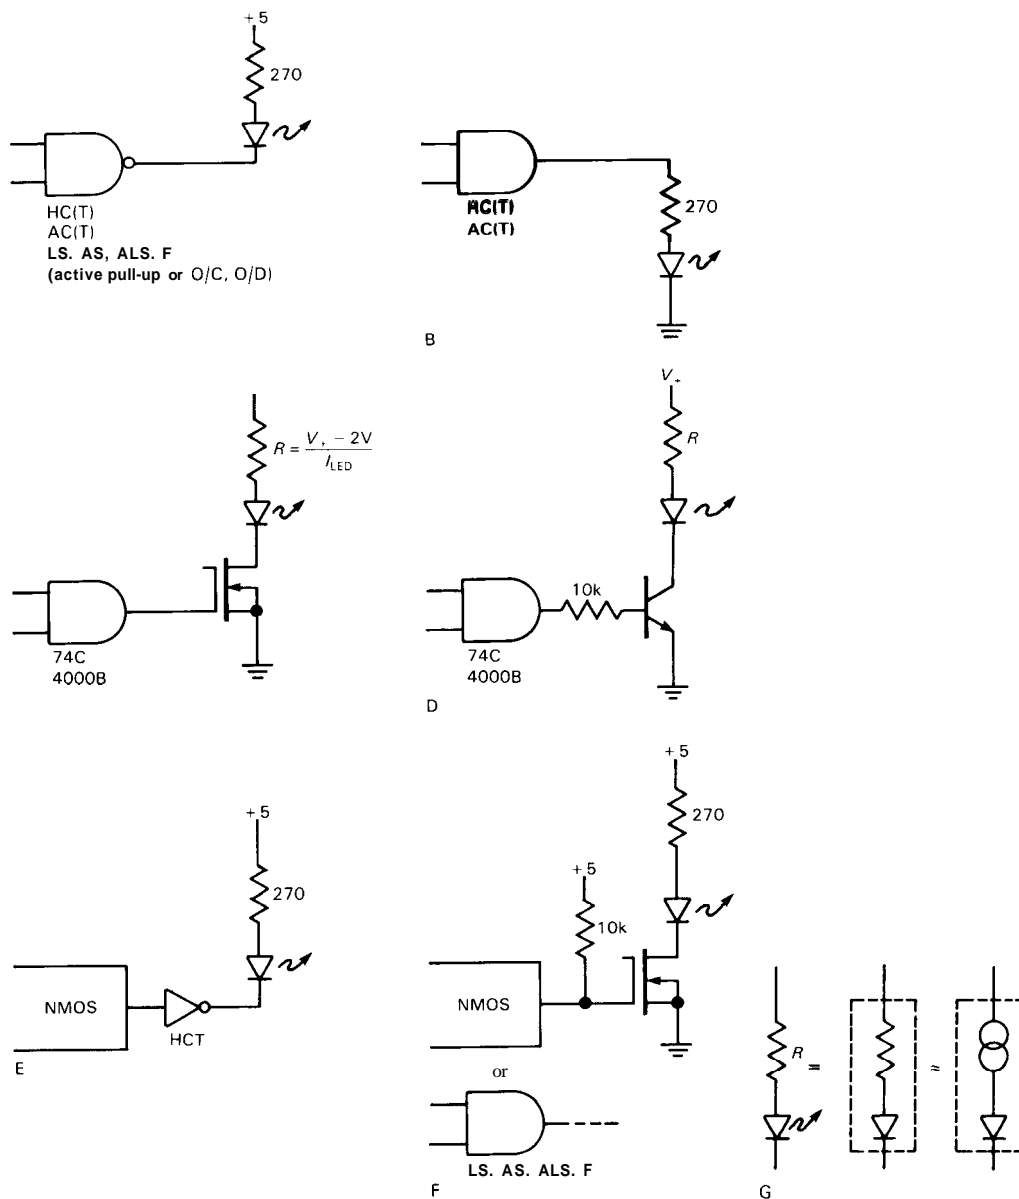 +5
270
HC(T)
AC(T)
LS. AS, ALS. F
(active pull-up or O/C, O/D)
270
HC(T)
AC(T)
B
R = V+ − 2V
ILED
74C
4000B
V+
R
10k
74C
4000B
D
+5
270
NMOS
HCT
E
+5
270
+5
10k
NMOS
or
LS. AS. ALS. F
F
R = ≈
G